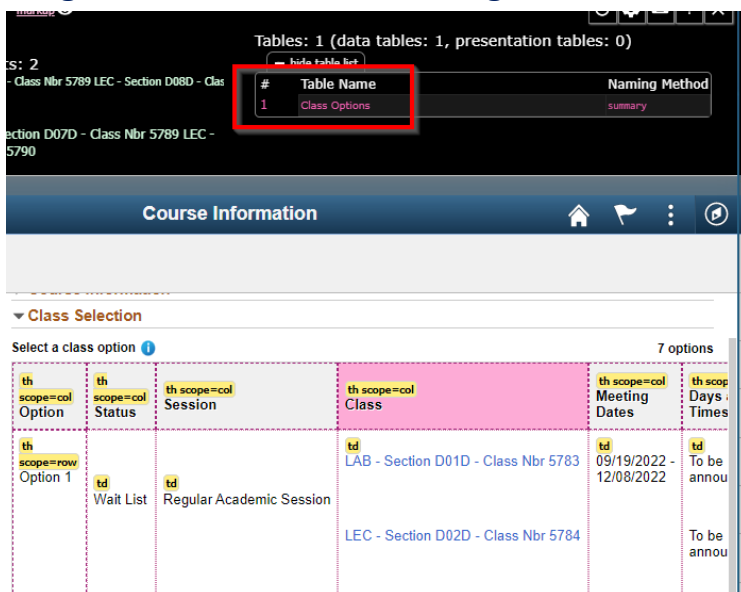 markup
Tables: 1 (data tables: 1, presentation tables: 0)
ts: 2
hide table list
- Class Nbr 5789 LEC - Section D08D - Clas
# Table Name Naming Method
1 Class Options summary
ection D07D - Class Nbr 5789 LEC -
5790
Course Information
Class Selection
Select a class option
7 options
th scope=col Option
th scope=col Status
th scope=col Session
th scope=col Class
th scope=col Meeting Dates
th scop Days Times
th scope=row Option 1
td Wait List
td Regular Academic Session
td LAB - Section D01D - Class Nbr 5783
td 09/19/2022 - 12/08/2022
td To be annou
LEC - Section D02D - Class Nbr 5784
To be annou